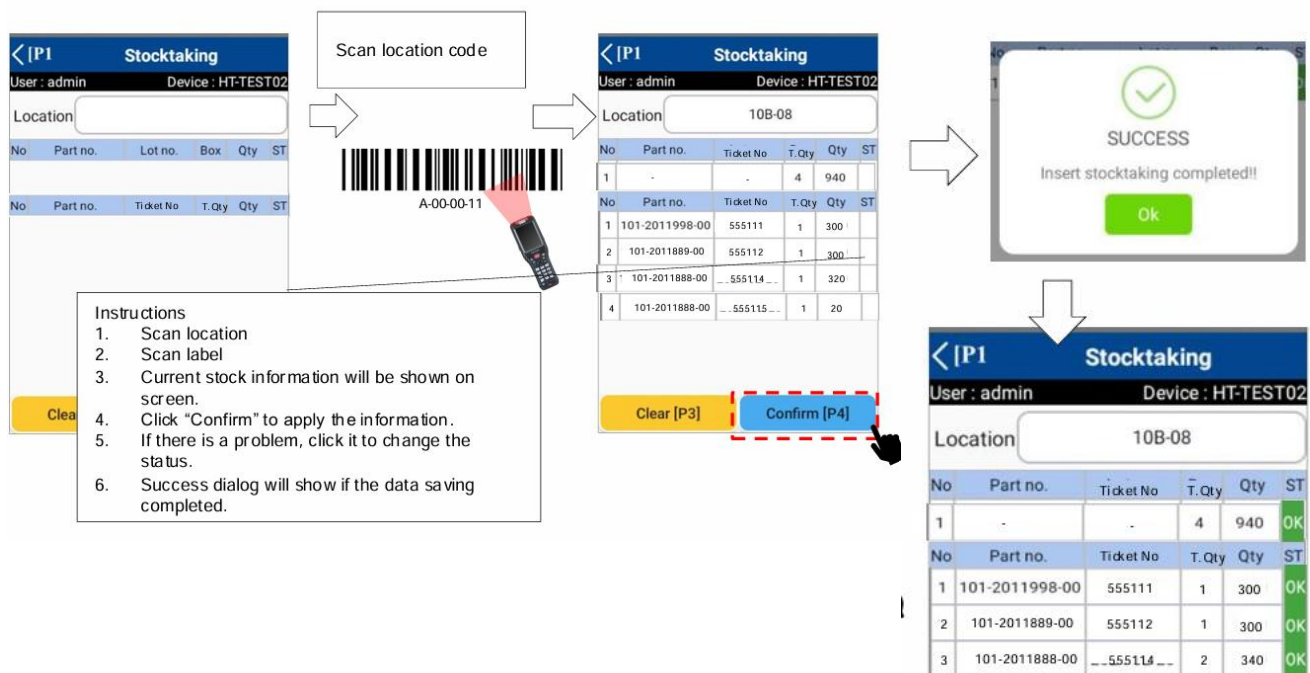 [P1 Stocktaking
User : admin Device : HT-TEST02
Location
No Part no. Lot no. Box Qty ST
No Part no. Ticket No T.Qty Qty ST
Clea
Scan location code
A-00-00-11
Instructions
1. Scan location
2. Scan label
3. Current stock information will be shown on
screen.
4. Click “Confirm” to apply the information.
5. If there is a problem, click it to change the
status.
6. Success dialog will show if the data saving
completed.
[P1 Stocktaking
User : admin Device : HT-TEST02
Location 10B-08
No Part no. Ticket No T.Qty Qty ST
1 - - 4 940
No Part no. Ticket No T.Qty Qty ST
1 101-2011998-00 555111 1 300
2 101-2011889-00 555112 1 300
3 101-2011888-00 555114 1 320
4 101-2011888-00 555115 1 20
Clear [P3] Confirm [P4]
SUCCESS
Insert stocktaking completed!!
Ok
[P1 Stocktaking
User : admin Device : HT-TEST02
Location 10B-08
No Part no. Ticket No T.Qty Qty ST
1 - - 4 940 OK
No Part no. Ticket No T.Qty Qty ST
1 101-2011998-00 555111 1 300 OK
2 101-2011889-00 555112 1 300 OK
3 101-2011888-00 555114 2 340 OK